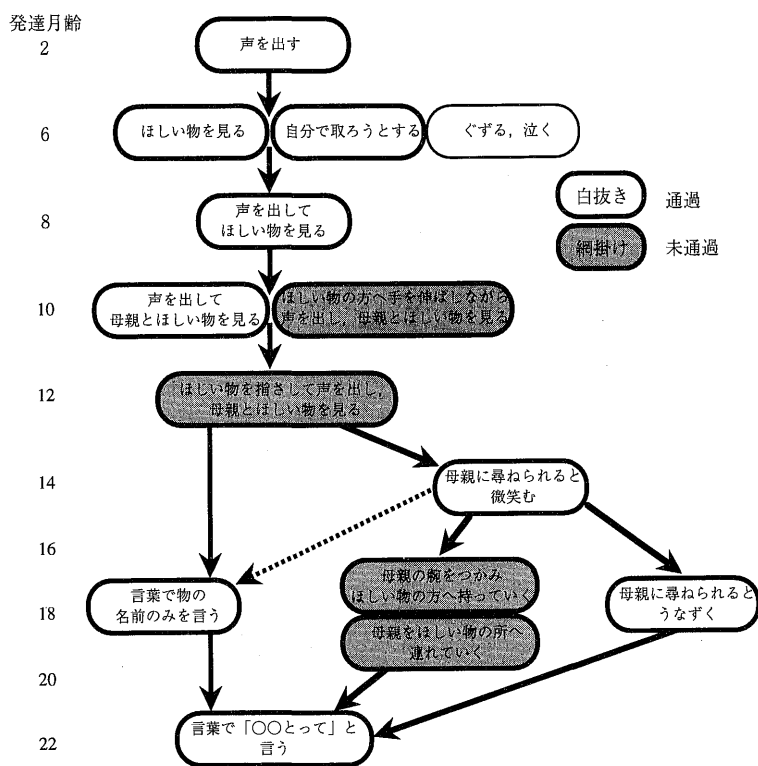 発達月齢
2
声を出す
6
ほしい物を見る
自分で取ろうとする
ぐずる，泣く
白抜き
通過
8
声を出して
ほしい物を見る
網掛け
未通過
10
声を出して
母親とほしい物を見る
ほしい物の方へ手を伸ばしながら
声を出し，母親とほしい物を見る
12
ほしい物を指さして声を出し，
母親とほしい物を見る
14
母親に尋ねられると
微笑む
16
母親の腕をつかみ
ほしい物の方へ持っていく
18
言葉で物の
名前のみを言う
母親に尋ねられると
うなずく
母親をほしい物の所へ
連れていく
20
22
言葉で「〇〇とって」と
言う